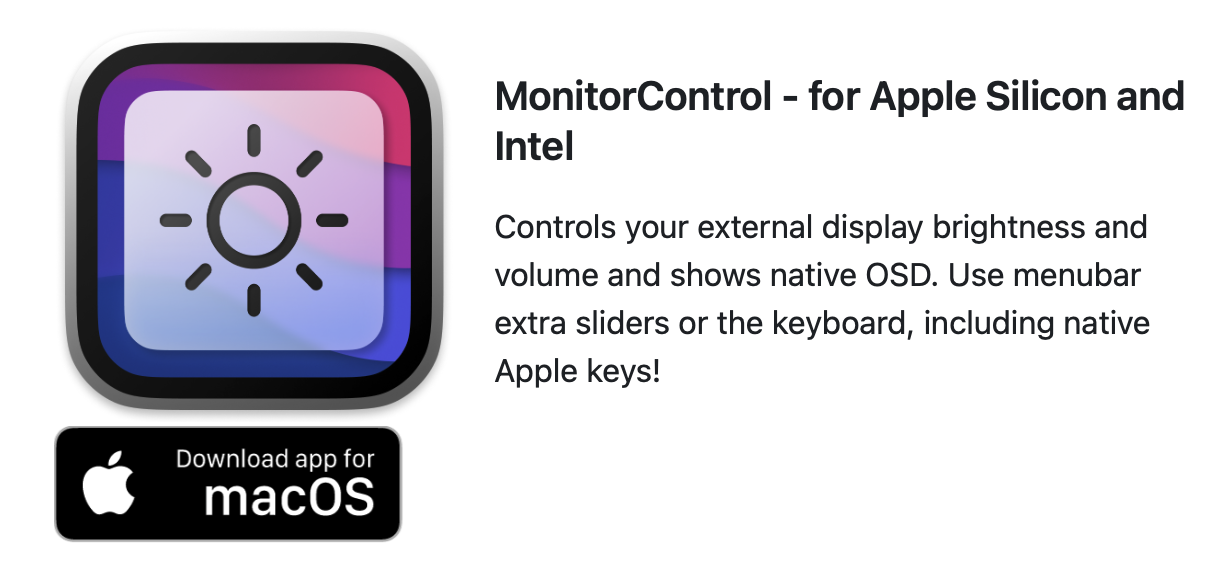 MonitorControl - for Apple Silicon and
Intel
Controls your external display brightness and
volume and shows native OSD. Use menubar
extra sliders or the keyboard, including native
Apple keys!
Download app for
macOS